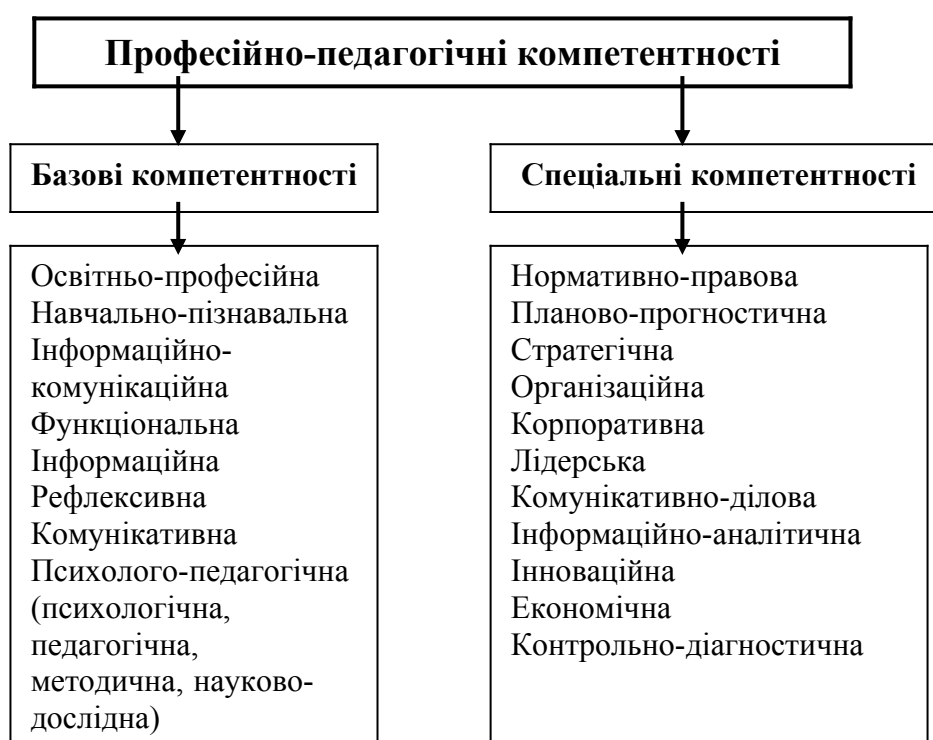 Професійно-педагогічні компетентності
Базові компетентності
Освітньо-професійна
Навчально-пізнавальна
Інформаційно-
комунікаційна
Функціональна
Інформаційна
Рефлексивна
Комунікативна
Психолого-педагогічна
(психологічна,
педагогічна,
методична, науково-
дослідна)
Спеціальні компетентності
Нормативно-правова
Планово-прогностична
Стратегічна
Організаційна
Корпоративна
Лідерська
Комунікативно-ділова
Інформаційно-аналітична
Інноваційна
Економічна
Контрольно-діагностична